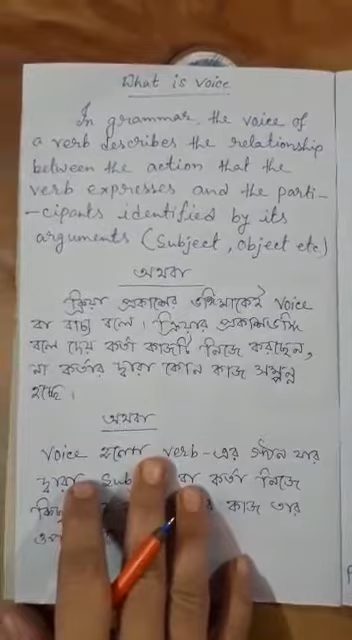 What is voice
In grammar, the voice of
a verb describes the relationship
between the action that the
verb expresses and the parti-
-cipants identified by its
arguments (Subject, object etc)
অথবা
ক্রিয়া প্রকাশের ভঙ্গিমাকেই voice
বা বাচ্য বলে। ক্রিয়ার প্রকাশভঙ্গি
বলে দেয় কর্তা কাজটি নিজে করছেন,
না কর্তার দ্বারা কোন কাজ সম্পন্ন
হচ্ছে।
অথবা
voice হলো verb-এর গঠন যার
দ্বারা বা কর্তা নিজে
কাজ তার